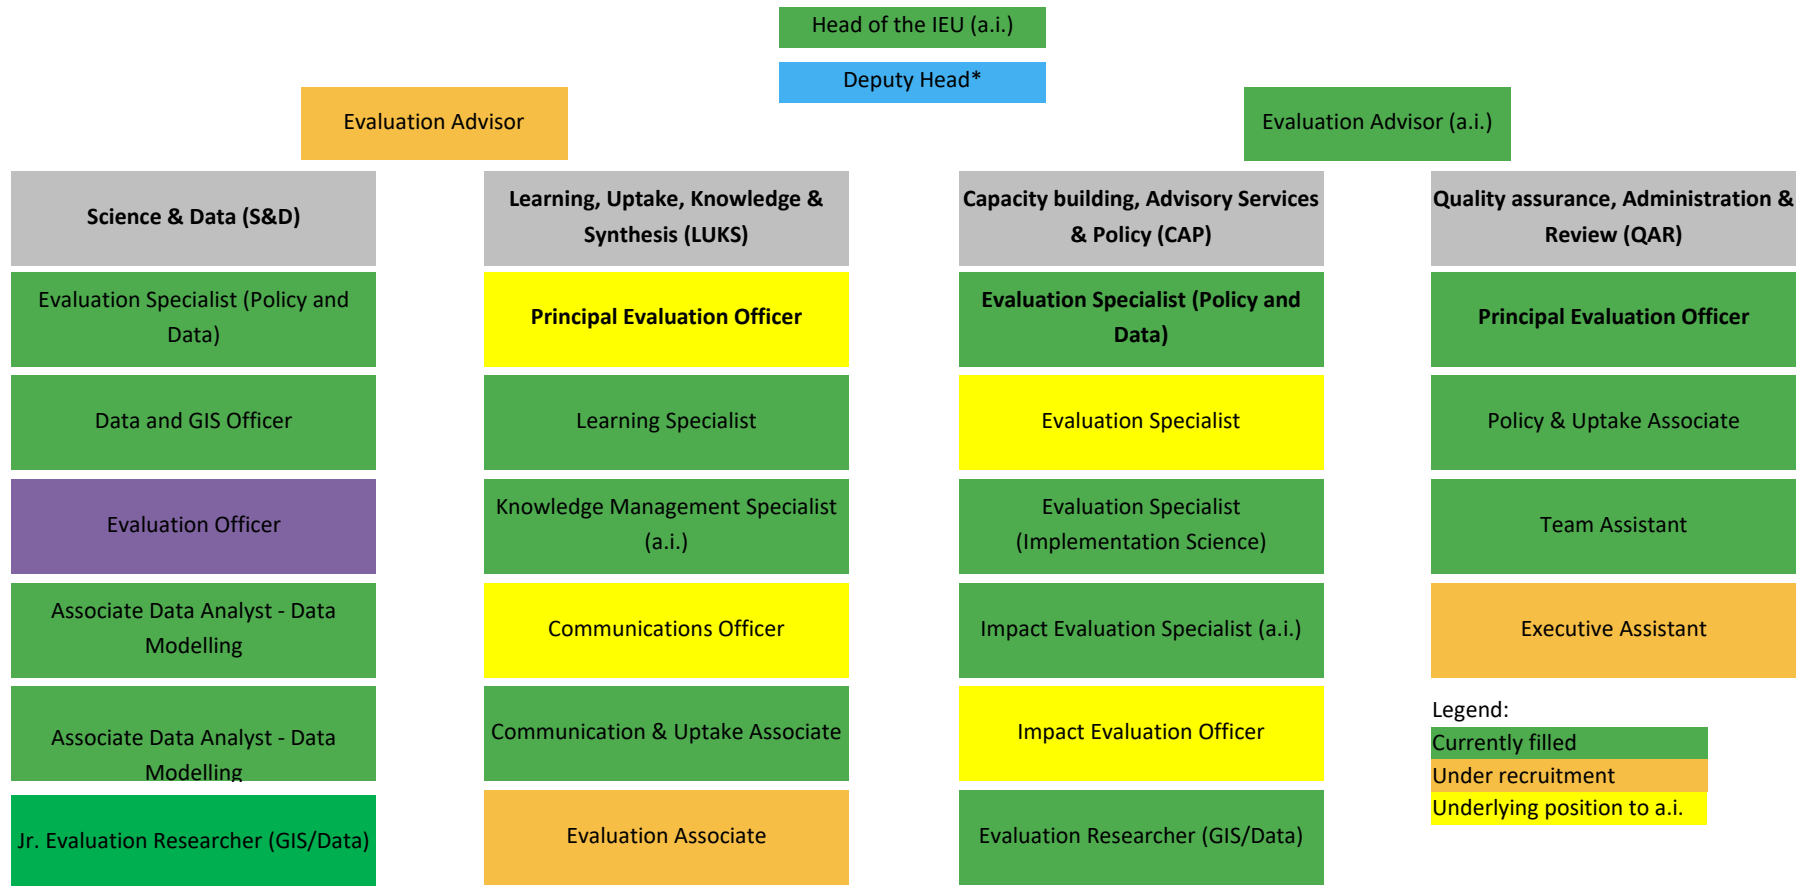 Head of the IEU (a.i.)
Deputy Head*
Evaluation Advisor
Evaluation Advisor (a.i.)
Science & Data (S&D)
Evaluation Specialist (Policy and
Data)
Data and GIS Officer
Evaluation Officer
Associate Data Analyst - Data
Modelling
Associate Data Analyst - Data
Modelling
Jr. Evaluation Researcher (GIS/Data)
Learning, Uptake, Knowledge &
Synthesis (LUKS)
Principal Evaluation Officer
Learning Specialist
Knowledge Management Specialist
(a.i.)
Communications Officer
Communication & Uptake Associate
Evaluation Associate
Capacity building, Advisory Services
& Policy (CAP)
Evaluation Specialist (Policy and
Data)
Evaluation Specialist
Evaluation Specialist
(Implementation Science)
Impact Evaluation Specialist (a.i.)
Impact Evaluation Officer
Evaluation Researcher (GIS/Data)
Quality assurance, Administration &
Review (QAR)
Principal Evaluation Officer
Policy & Uptake Associate
Team Assistant
Executive Assistant
Legend:
Currently filled
Under recruitment
Underlying position to a.i.